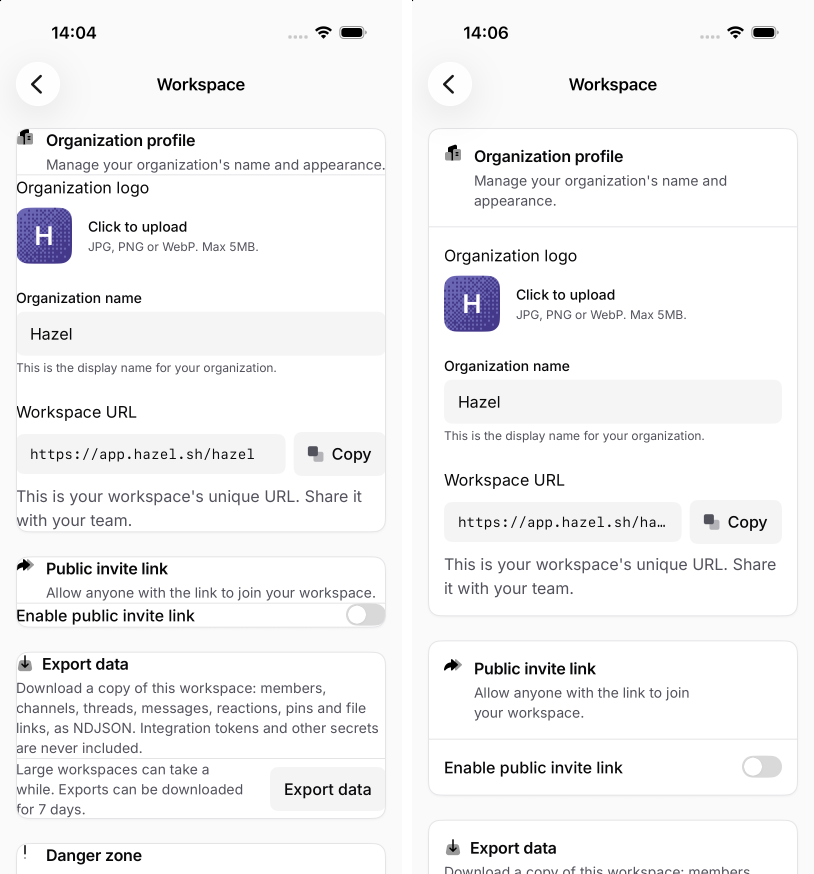 14:04
Workspace
Organization profile
Manage your organization's name and appearance.
Organization logo
H
Click to upload
JPG, PNG or WebP. Max 5MB.
Organization name
Hazel
This is the display name for your organization.
Workspace URL
https://app.hazel.sh/hazel
Copy
This is your workspace's unique URL. Share it
with your team.
Public invite link
Allow anyone with the link to join your workspace.
Enable public invite link
Export data
Download a copy of this workspace: members,
channels, threads, messages, reactions, pins and file
links, as NDJSON. Integration tokens and other secrets
are never included.
Large workspaces can take a
while. Exports can be downloaded
for 7 days.
Export data
Danger zone
14:06
Workspace
Organization profile
Manage your organization's name and
appearance.
Organization logo
H
Click to upload
JPG, PNG or WebP. Max 5MB.
Organization name
Hazel
This is the display name for your organization.
Workspace URL
https://app.hazel.sh/ha…
Copy
This is your workspace's unique URL. Share
it with your team.
Public invite link
Allow anyone with the link to join
your workspace.
Enable public invite link
Export data
Download a copy of this workspace: members,